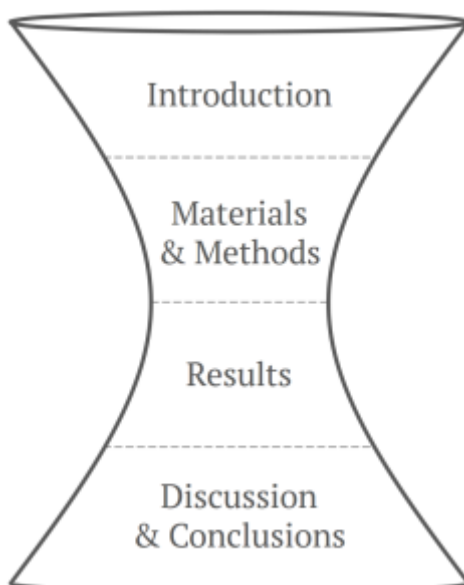 Introduction
Materials
& Methods
Results
Discussion
& Conclusions